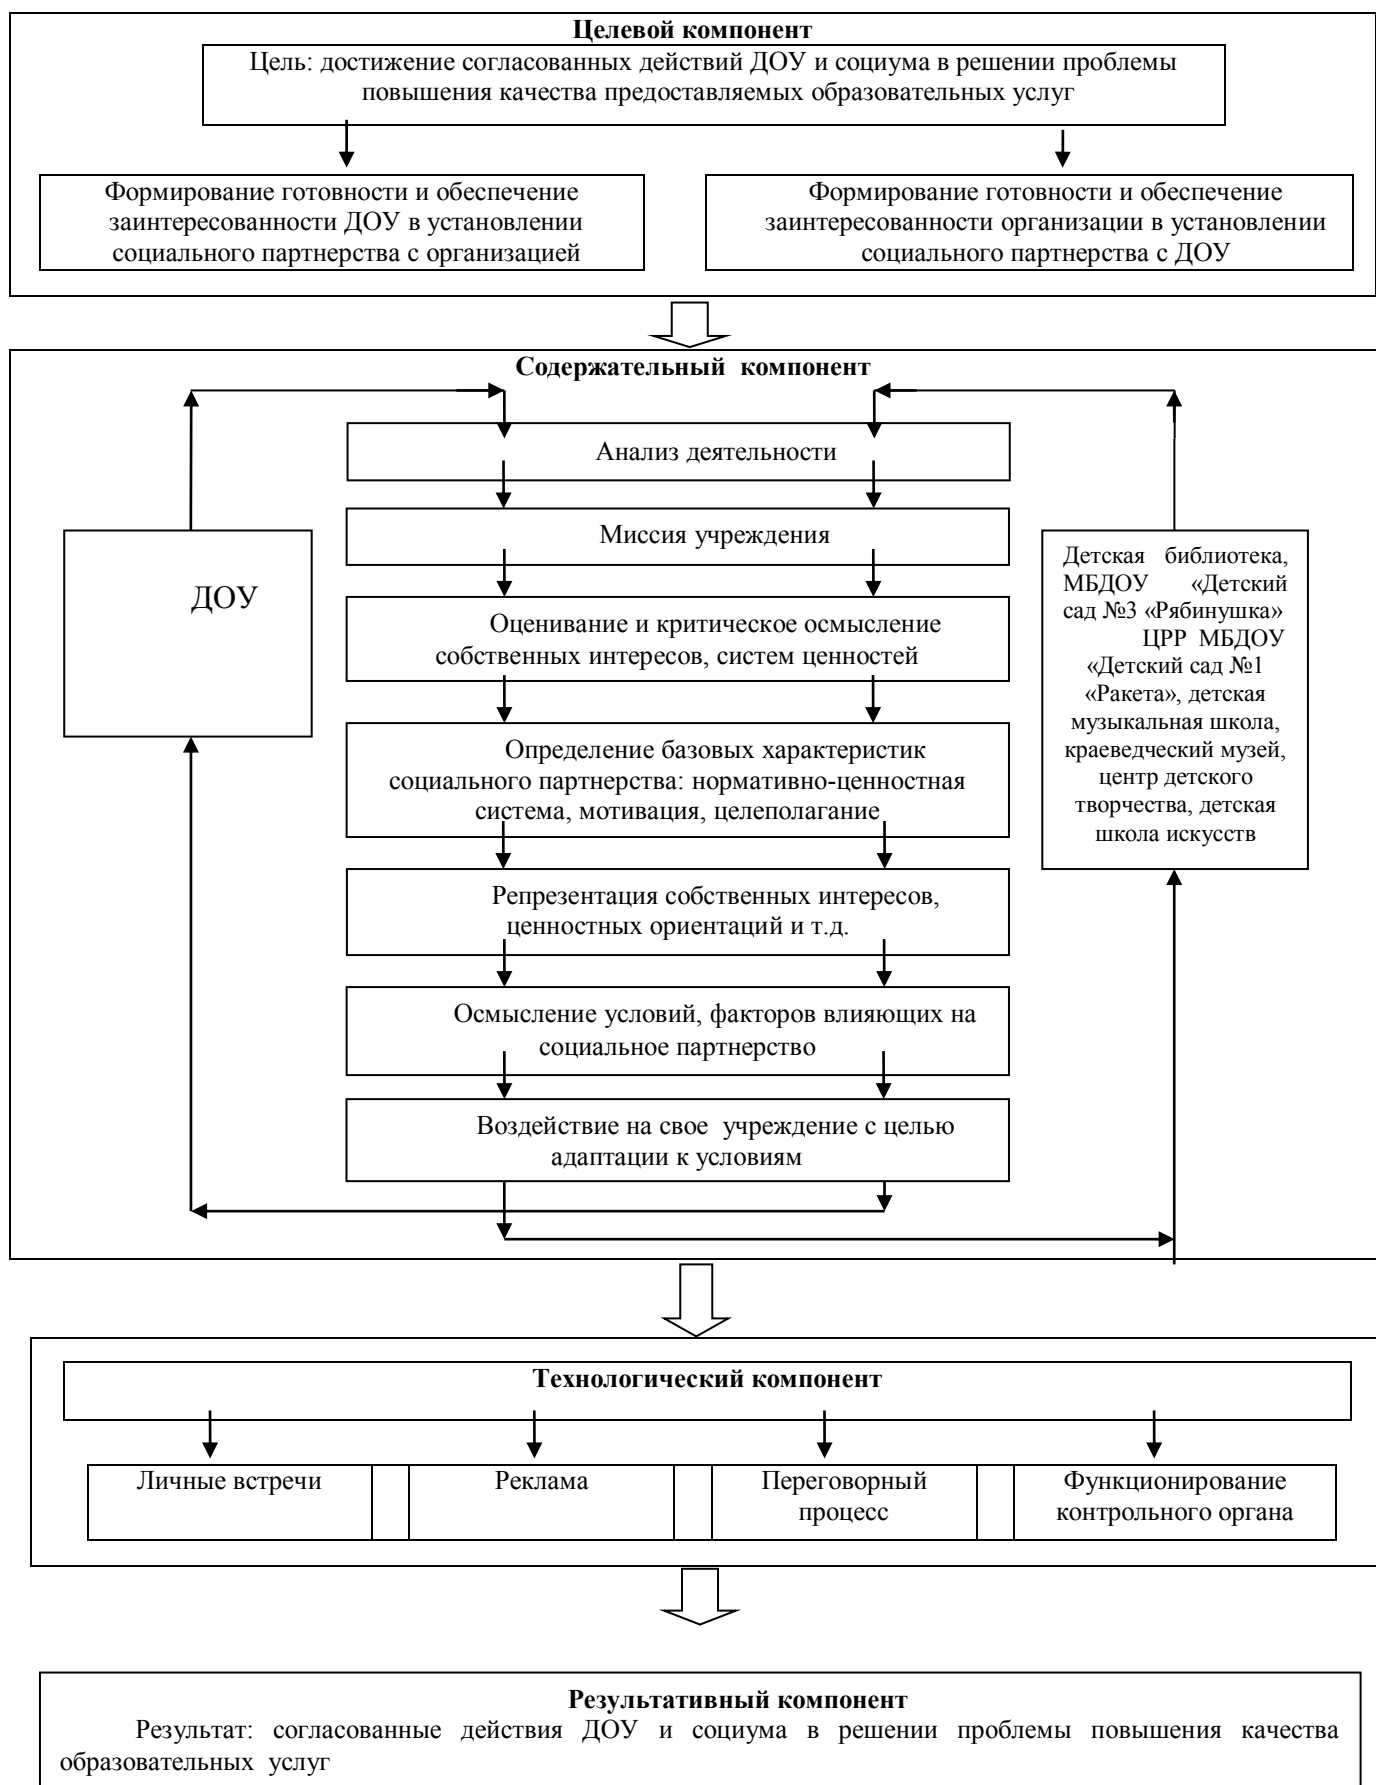 Целевой компонент
Цель: достижение согласованных действий ДОУ и социума в решении проблемы
повышения качества предоставляемых образовательных услуг
Формирование готовности и обеспечение
заинтересованности ДОУ в установлении
социального партнерства с организацией
Формирование готовности и обеспечение
заинтересованности организации в установлении
социального партнерства с ДОУ
Содержательный компонент
Анализ деятельности
Миссия учреждения
ДОУ
Оценивание и критическое осмысление
собственных интересов, систем ценностей
Определение базовых характеристик
социального партнерства: нормативно-ценностная
система, мотивация, целеполагание
Репрезентация собственных интересов,
ценностных ориентаций и т.д.
Осмысление условий, факторов влияющих на
социальное партнерство
Воздействие на свое учреждение с целью
адаптации к условиям
Детская библиотека,
МБДОУ «Детский
сад №3 «Рябинушка»
ЦРР МБДОУ
«Детский сад №1
«Ракета», детская
музыкальная школа,
краеведческий музей,
центр детского
творчества, детская
школа искусств
Технологический компонент
Личные встречи
Реклама
Переговорный
процесс
Функционирование
контрольного органа
Результативный компонент
Результат: согласованные действия ДОУ и социума в решении проблемы повышения качества
образовательных услуг